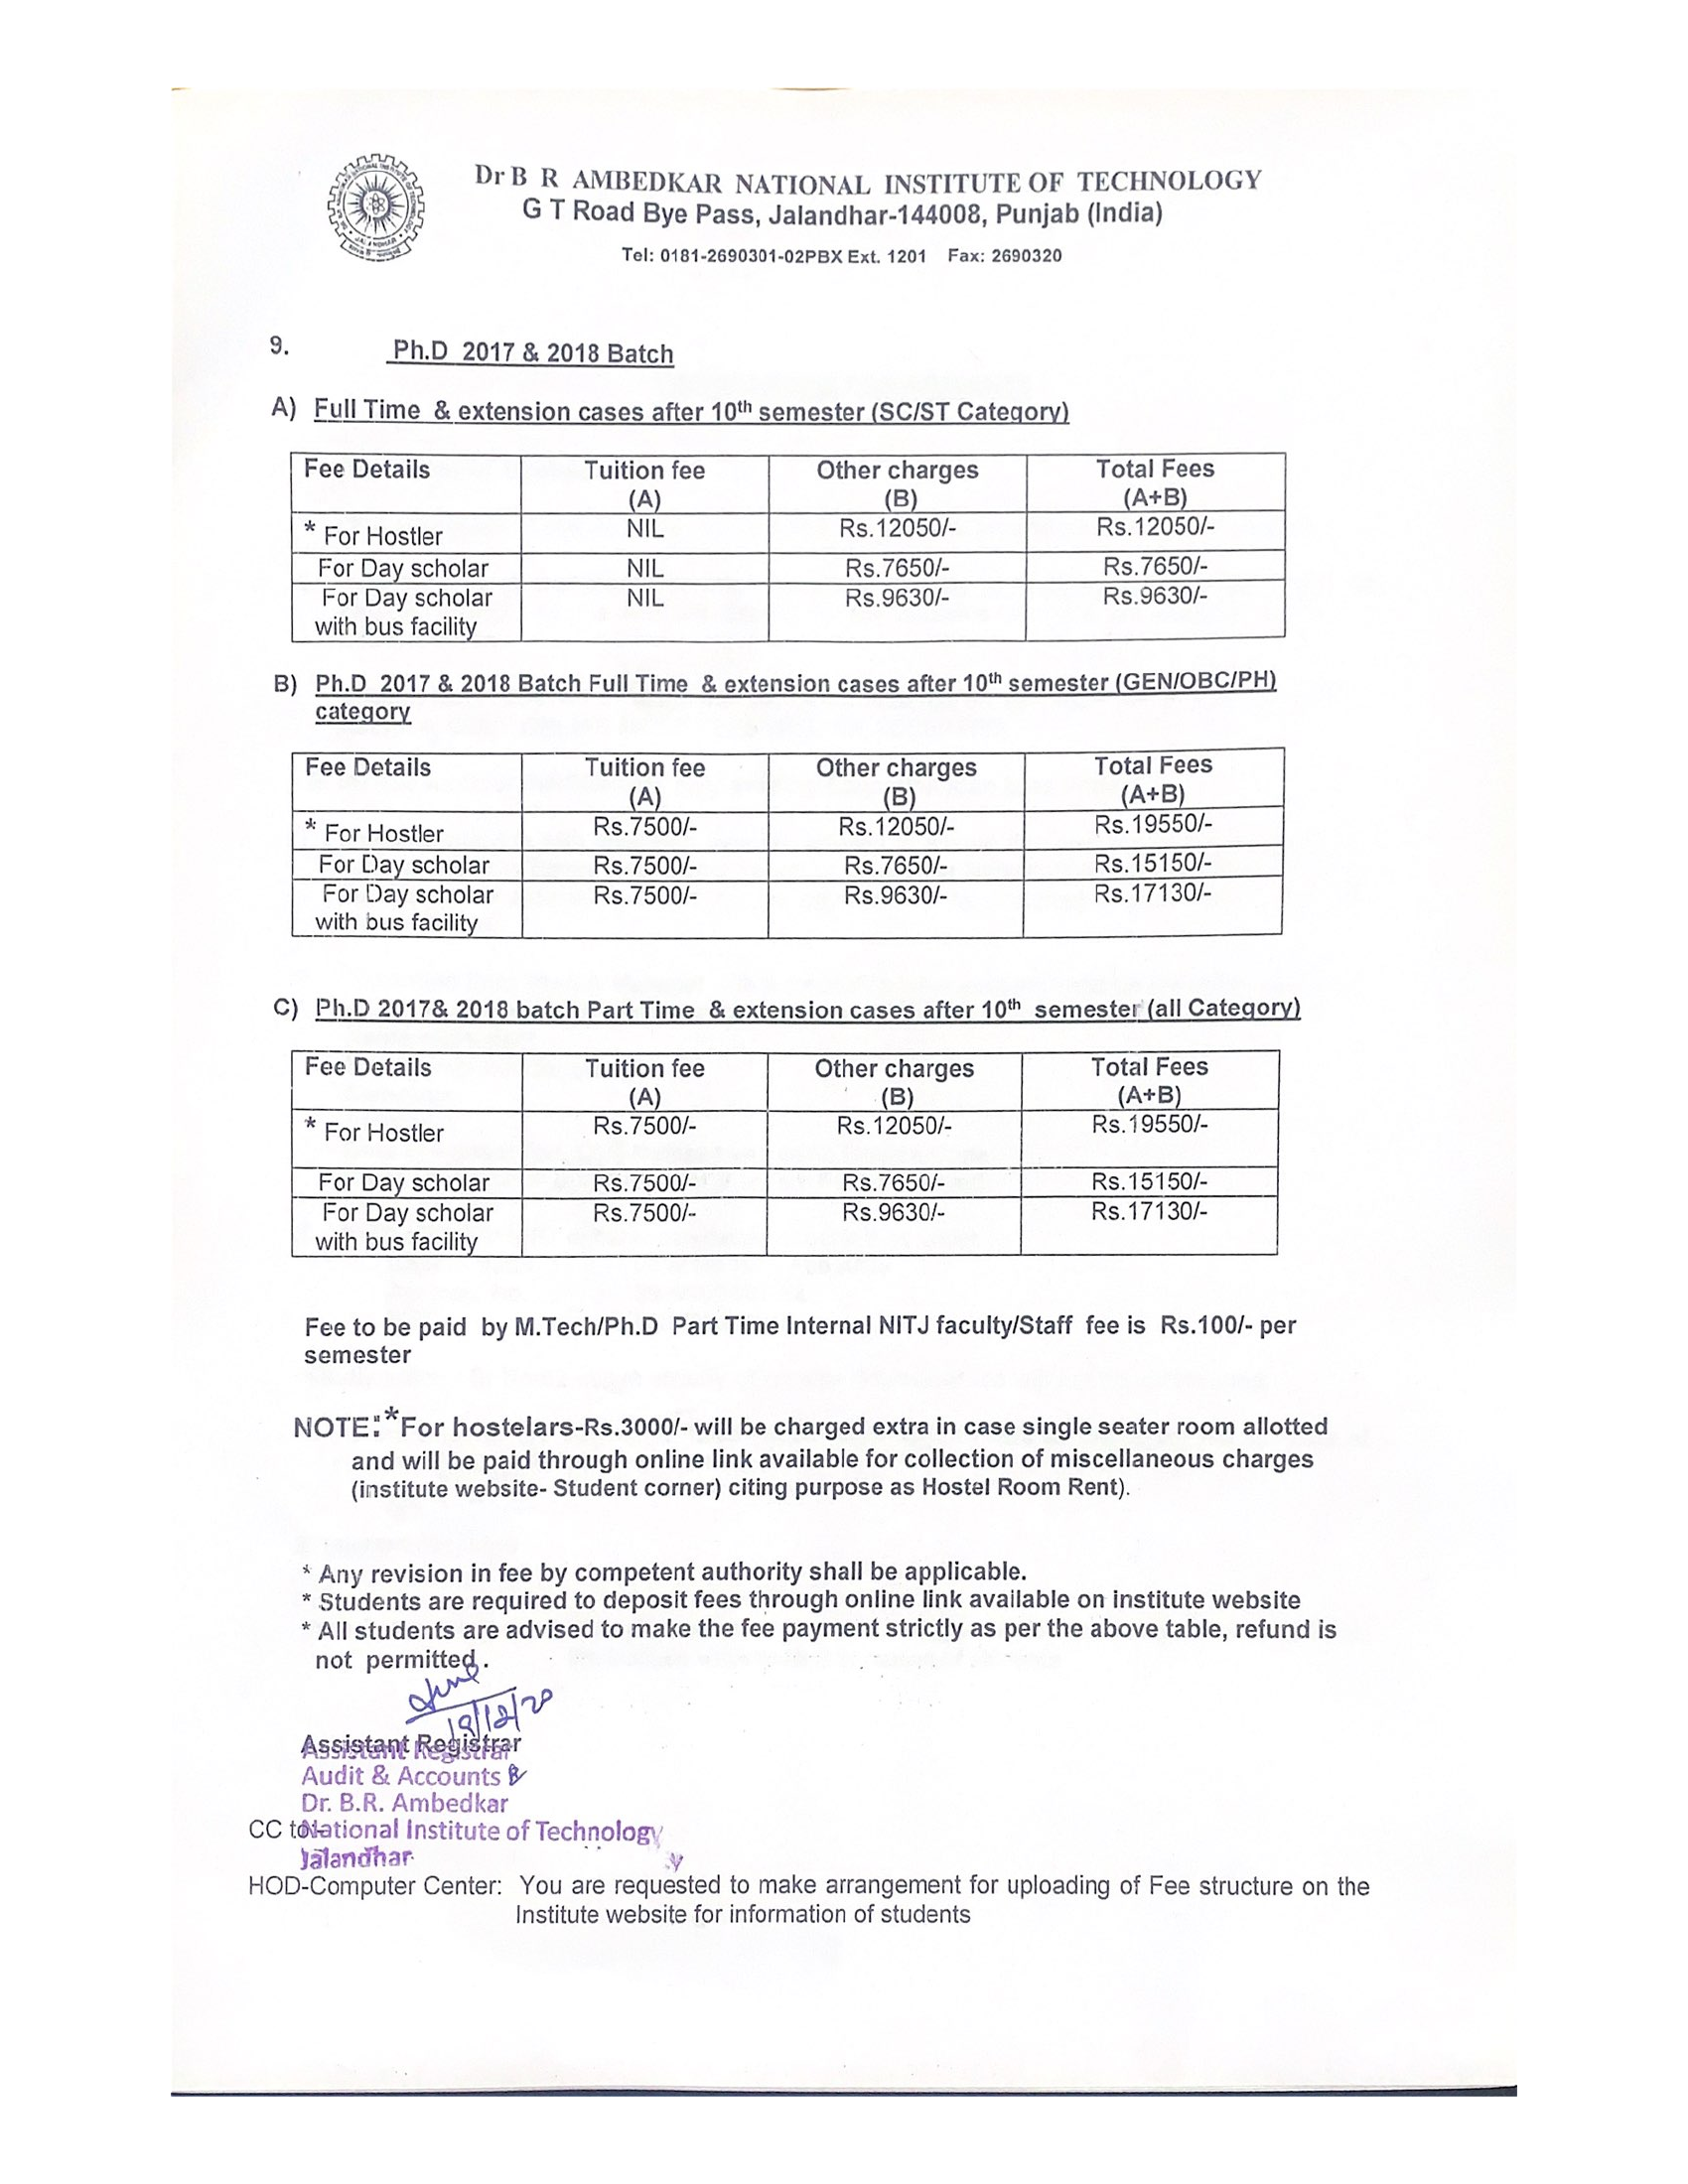 Dr B R AMBEDKAR NATIONAL INSTITUTE OF TECHNOLOGY
G T Road Bye Pass, Jalandhar-144008, Punjab (India)
Tel: 0181-2690301-02PBX Ext. 1201 Fax: 2690320
9. Ph.D 2017 & 2018 Batch
A) Full Time & extension cases after 10th semester (SC/ST Category)
Fee Details Tuition fee Other charges Total Fees
(A) (B) (A+B)
* For Hostler NIL Rs.12050/- Rs.12050/-
For Day scholar NIL Rs.7650/- Rs.7650/-
For Day scholar NIL Rs.9630/- Rs.9630/-
with bus facility
B) Ph.D 2017 & 2018 Batch Full Time & extension cases after 10th semester (GEN/OBC/PH)
category
Fee Details Tuition fee Other charges Total Fees
(A) (B) (A+B)
* For Hostler Rs.7500/- Rs.12050/- Rs.19550/-
For Day scholar Rs.7500/- Rs.7650/- Rs.15150/-
For Day scholar Rs.7500/- Rs.9630/- Rs.17130/-
with bus facility
C) Ph.D 2017& 2018 batch Part Time & extension cases after 10th semester (all Category)
Fee Details Tuition fee Other charges Total Fees
(A) (B) (A+B)
* For Hostler Rs.7500/- Rs.12050/- Rs.19550/-
For Day scholar Rs.7500/- Rs.7650/- Rs.15150/-
For Day scholar Rs.7500/- Rs.9630/- Rs.17130/-
with bus facility
Fee to be paid by M.Tech/Ph.D Part Time Internal NITJ faculty/Staff fee is Rs.100/- per
semester
NOTE:*For hostelars-Rs.3000/- will be charged extra in case single seater room allotted
and will be paid through online link available for collection of miscellaneous charges
(institute website- Student corner) citing purpose as Hostel Room Rent).
* Any revision in fee by competent authority shall be applicable.
* Students are required to deposit fees through online link available on institute website
* All students are advised to make the fee payment strictly as per the above table, refund is
not permitted.
Assistant Registrar
Assistant Registrar
Audit & Accounts
Dr. B.R. Ambedkar
CC to:-
National Institute of Technology
Jalandhar
HOD-Computer Center: You are requested to make arrangement for uploading of Fee structure on the
Institute website for information of students